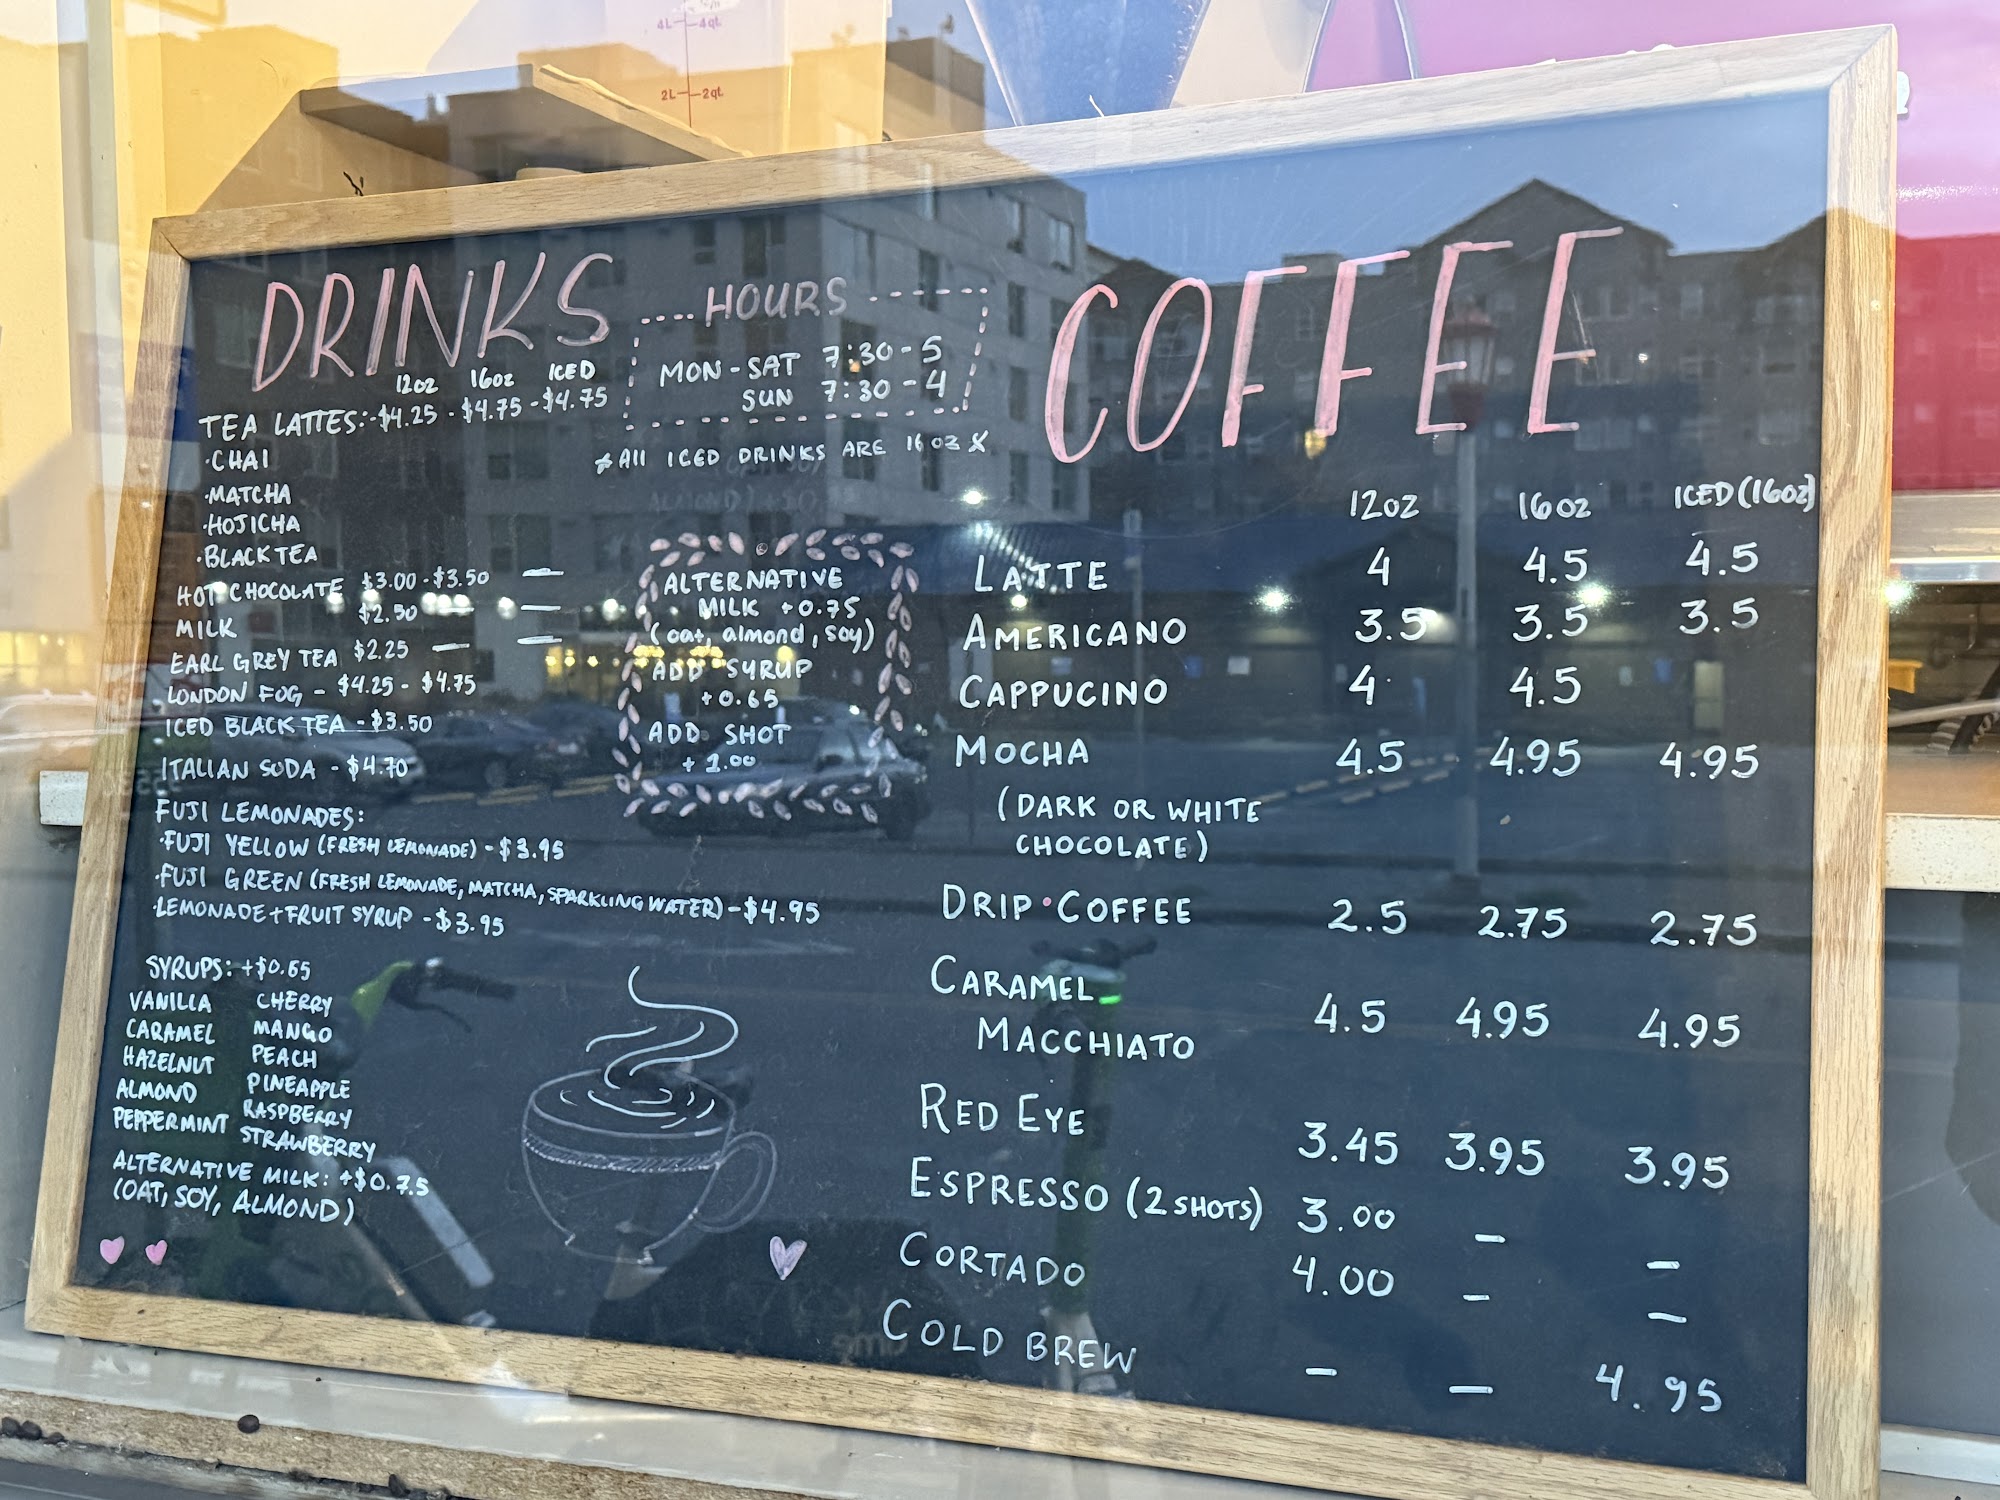 4L 4qt
2L 2qt
DRINKS
12oz 16oz ICED
TEA LATTES:-$4.25 - $4.75 - $4.75
·CHAI
·MATCHA
·HOJICHA
·BLACK TEA
HOT CHOCOLATE $3.00 - $3.50 —
MILK $2.50 — —
EARL GREY TEA $2.25 — —
LONDON FOG - $4.25 - $4.75
ICED BLACK TEA - $3.50
ITALIAN SODA - $4.70
FUJI LEMONADES:
·FUJI YELLOW (FRESH LEMONADE) - $3.95
·FUJI GREEN (FRESH LEMONADE, MATCHA, SPARKLING WATER) - $4.95
·LEMONADE + FRUIT SYRUP - $3.95
SYRUPS: +$0.65
VANILLA CHERRY
CARAMEL MANGO
HAZELNUT PEACH
ALMOND PINEAPPLE
PEPPERMINT RASPBERRY
STRAWBERRY
ALTERNATIVE MILK: +$0.75
(OAT, SOY, ALMOND)
HOURS
MON - SAT 7:30 - 5
SUN 7:30 - 4
*All ICED DRINKS ARE 16 oz*
ALTERNATIVE
MILK +0.75
(oat, almond, soy)
ADD SYRUP
+0.65
ADD SHOT
+ 1.00
COFFEE
12oz 16oz ICED (16oz)
LATTE 4 4.5 4.5
AMERICANO 3.5 3.5 3.5
CAPPUCINO 4 4.5
MOCHA 4.5 4.95 4.95
(DARK OR WHITE
CHOCOLATE)
DRIP·COFFEE 2.5 2.75 2.75
CARAMEL
MACCHIATO 4.5 4.95 4.95
RED EYE 3.45 3.95 3.95
ESPRESSO (2 SHOTS) 3.00 — —
CORTADO 4.00 — —
COLD BREW — — 4.95